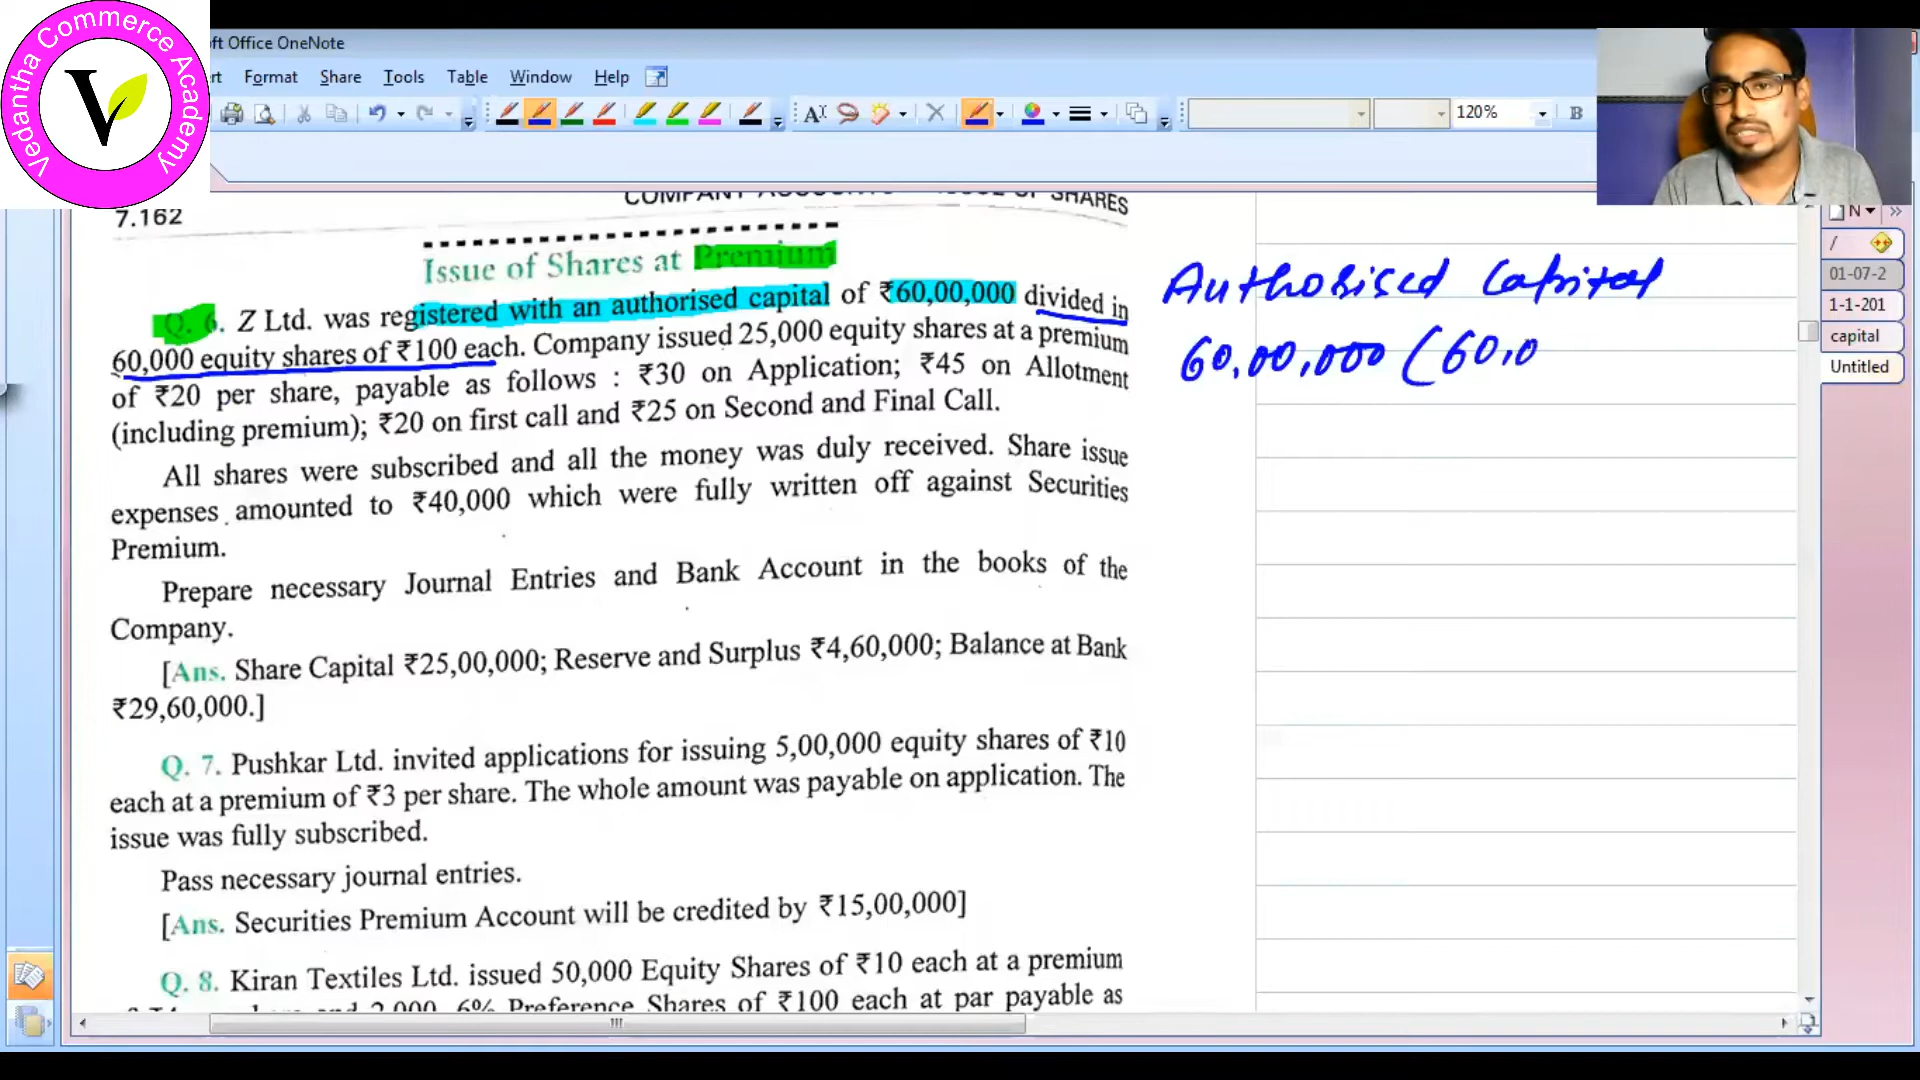 Vedantha Commerce Academy
V
ft Office OneNote
rt Format Share Tools Table Window Help
120%
B
COMPANY ACCOUNTS SHARES
7.162
Issue of Shares at Premium
Q. 6. Z Ltd. was registered with an authorised capital of ₹60,00,000 divided in
60,000 equity shares of ₹100 each. Company issued 25,000 equity shares at a premium
of ₹20 per share, payable as follows : ₹30 on Application; ₹45 on Allotment
(including premium); ₹20 on first call and ₹25 on Second and Final Call.
All shares were subscribed and all the money was duly received. Share issue
expenses amounted to ₹40,000 which were fully written off against Securities
Premium.
Prepare necessary Journal Entries and Bank Account in the books of the
Company.
[Ans. Share Capital ₹25,00,000; Reserve and Surplus ₹4,60,000; Balance at Bank
₹29,60,000.]
Q. 7. Pushkar Ltd. invited applications for issuing 5,00,000 equity shares of ₹10
each at a premium of ₹3 per share. The whole amount was payable on application. The
issue was fully subscribed.
Pass necessary journal entries.
[Ans. Securities Premium Account will be credited by ₹15,00,000]
Q. 8. Kiran Textiles Ltd. issued 50,000 Equity Shares of ₹10 each at a premium
2,000, 6% Preference Shares of ₹100 each at par payable as
Authorised Capital
60,00,000 (60,0
N
/
01-07-2
1-1-201
capital
Untitled